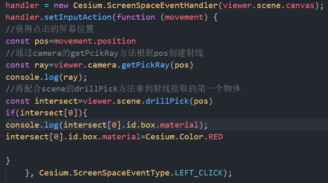 handler = new Cesium.ScreenSpaceEventHandler(viewer.scene.canvas);
handler.setInputAction(function (movement) {
//获得点击的屏幕位置
const pos=movement.position
//通过camera的getPcikRay方法根据pos创建射线
const ray=viewer.camera.getPickRay(pos)
console.log(ray);
//再配合scene的drillPick方法拿到射线拾取的第一个物体
const intersect=viewer.scene.drillPick(pos)
if(intersect[0]){
console.log(intersect[0].id.box.material);
intersect[0].id.box.material=Cesium.Color.RED
}
}, Cesium.ScreenSpaceEventType.LEFT_CLICK);